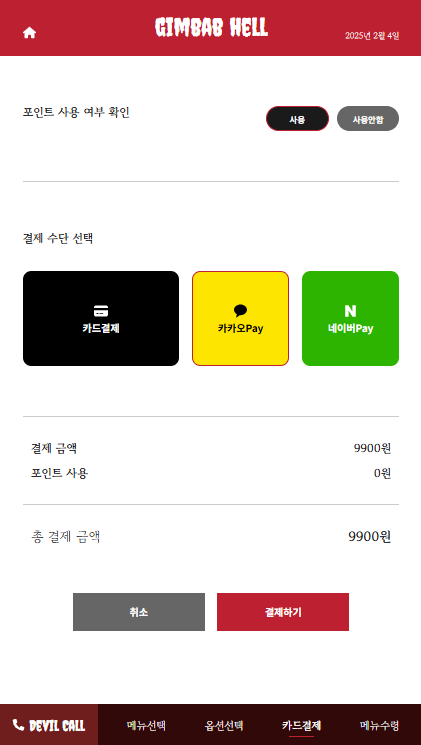 GIMBAB HELL
2025년 2월 4일
포인트 사용 여부 확인
사용
사용안함
결제 수단 선택
카드결제
카카오Pay
N
네이버Pay
결제 금액 9900원
포인트 사용 0원
총 결제 금액 9900원
취소
결제하기
DEVIL CALL
메뉴선택
옵션선택
카드결제
메뉴수령